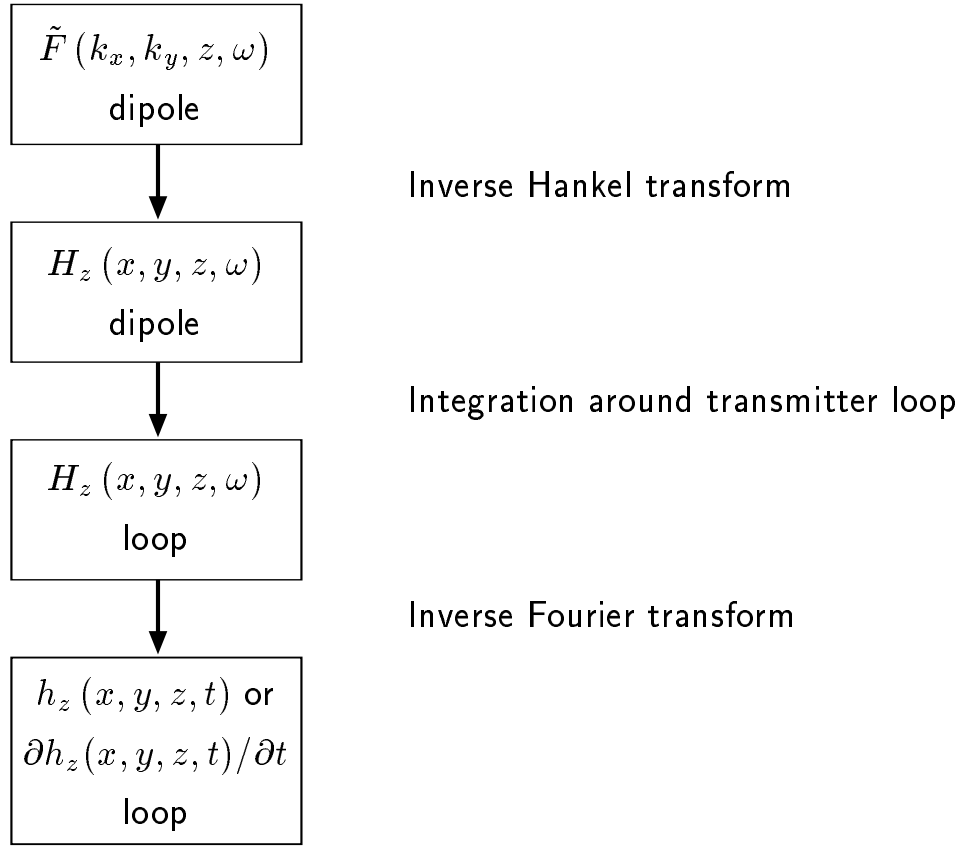 F̃ (kₓ, k_y, z, ω)
dipole
Inverse Hankel transform
H_z (x, y, z, ω)
dipole
Integration around transmitter loop
H_z (x, y, z, ω)
loop
Inverse Fourier transform
h_z (x, y, z, t) or
∂h_z(x, y, z, t)/∂t
loop